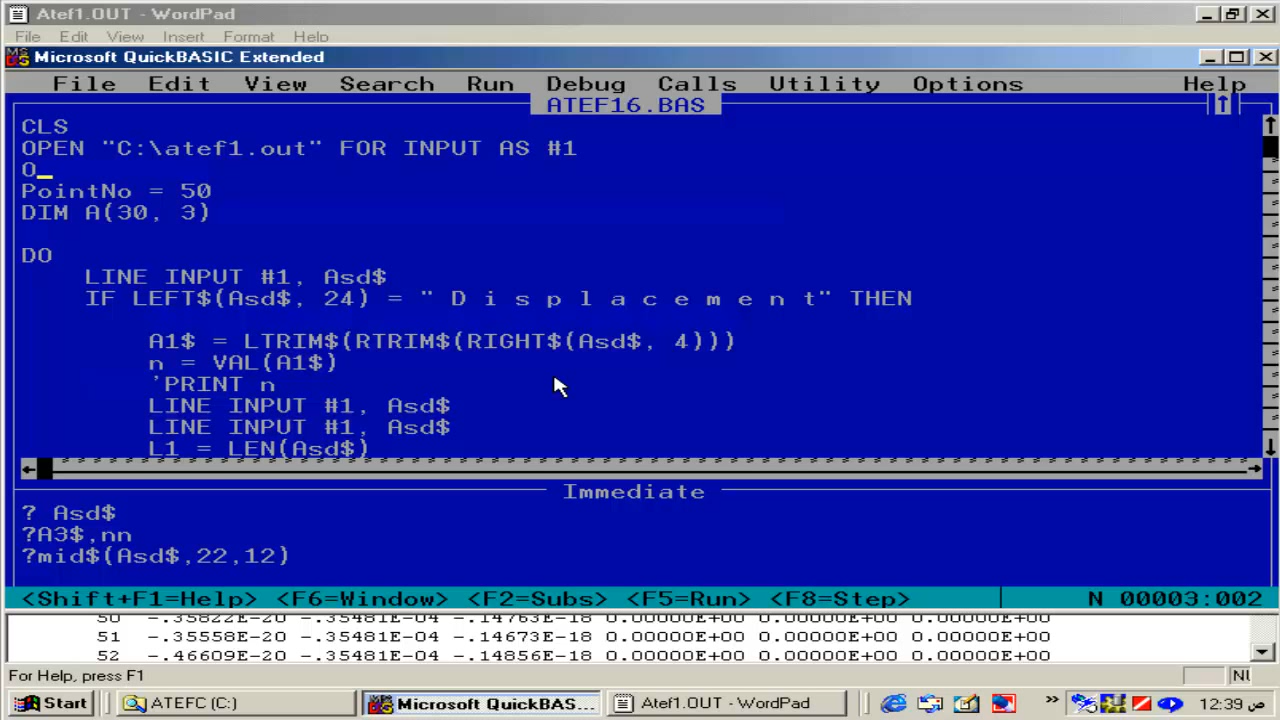 Atef1.OUT - WordPad
File Edit View Insert Format Help
Microsoft QuickBASIC Extended
File Edit View Search Run Debug Calls Utility Options Help
ATEF16.BAS
CLS
OPEN "C:\atef1.out" FOR INPUT AS #1
O_
PointNo = 50
DIM A(30, 3)
DO
LINE INPUT #1, Asd$
IF LEFT$(Asd$, 24) = " D i s p l a c e m e n t" THEN
A1$ = LTRIM$(RTRIM$(RIGHT$(Asd$, 4)))
n = VAL(A1$)
'PRINT n
LINE INPUT #1, Asd$
LINE INPUT #1, Asd$
L1 = LEN(Asd$)
Immediate
? Asd$
?A3$,nn
?mid$(Asd$,22,12)
<Shift+F1=Help> <F6=Window> <F2=Subs> <F5=Run> <F8=Step> N 00003:002
50 -.35822E-20 -.35481E-04 -.14763E-18 0.00000E+00 0.00000E+00 0.00000E+00
51 -.35558E-20 -.35481E-04 -.14673E-18 0.00000E+00 0.00000E+00 0.00000E+00
52 -.46609E-20 -.35481E-04 -.14856E-18 0.00000E+00 0.00000E+00 0.00000E+00
For Help, press F1
Start ATEFC (C:) Microsoft QuickBAS... Atef1.OUT - WordPad » 12:39 ص